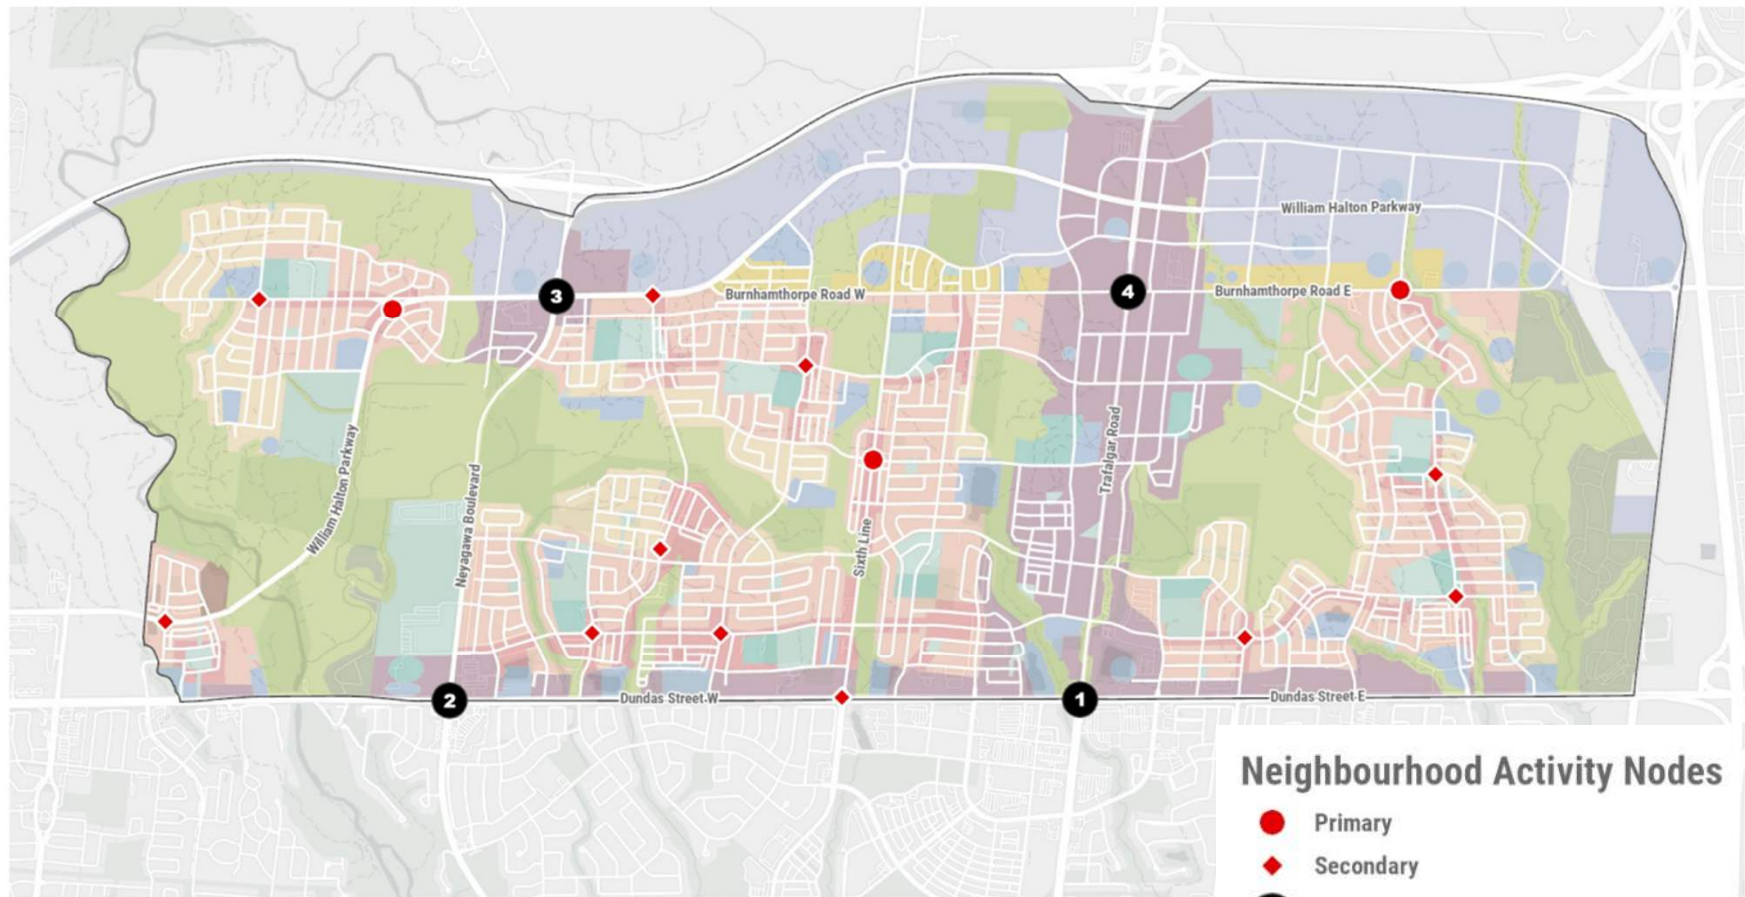 William Halton Parkway
3
4
Burnhamthorpe Road W
Burnhamthorpe Road E
William Halton Parkway
Neyagawa Boulevard
Sixth Line
Trafalgar Road
2
1
Dundas Street W
Dundas Street E
Neighbourhood Activity Nodes
Primary
Secondary